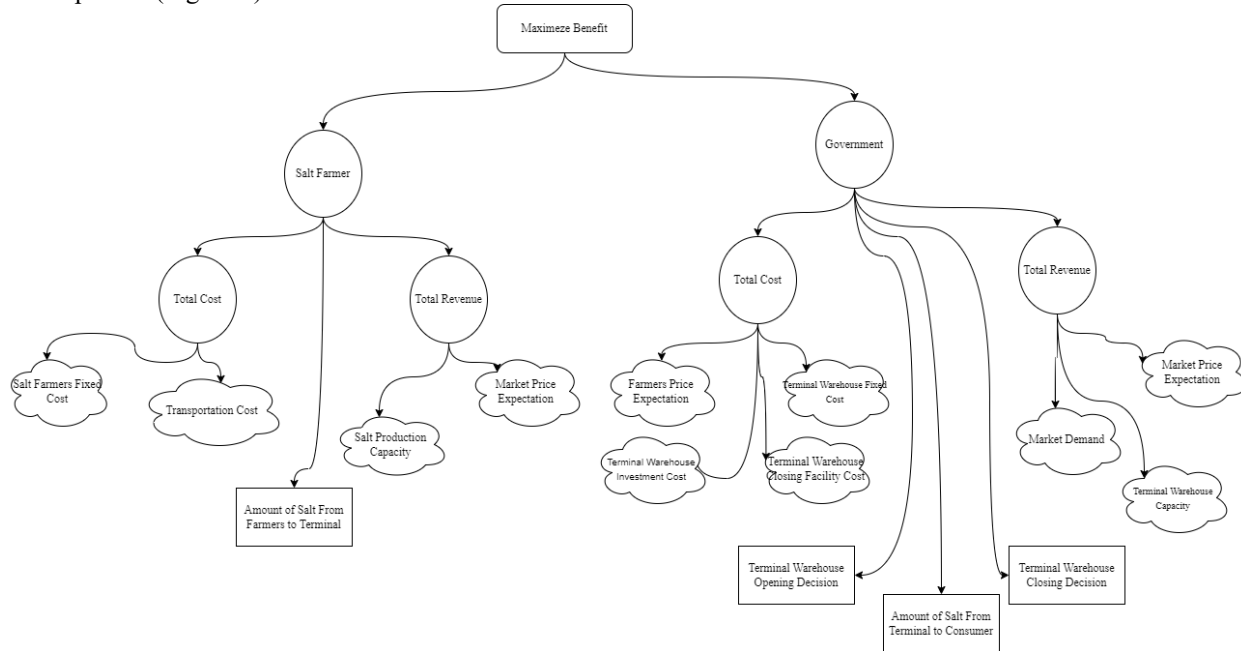 Maximeze Benefit
Salt Farmer
Government
Total Cost
Total Revenue
Total Cost
Total Revenue
Salt Farmers Fixed
Cost
Transportation Cost
Market Price
Expectation
Salt Production
Capacity
Farmers Price
Expectation
Terminal Warehouse Fixed
Cost
Terminal Warehouse
Investment Cost
Terminal Warehouse
Closing Facility Cost
Market Price
Expectation
Market Demand
Terminal Warehouse
Capacity
Amount of Salt From
Farmers to Terminal
Terminal Warehouse
Opening Decision
Amount of Salt From
Terminal to Consumer
Terminal Warehouse
Closing Decision